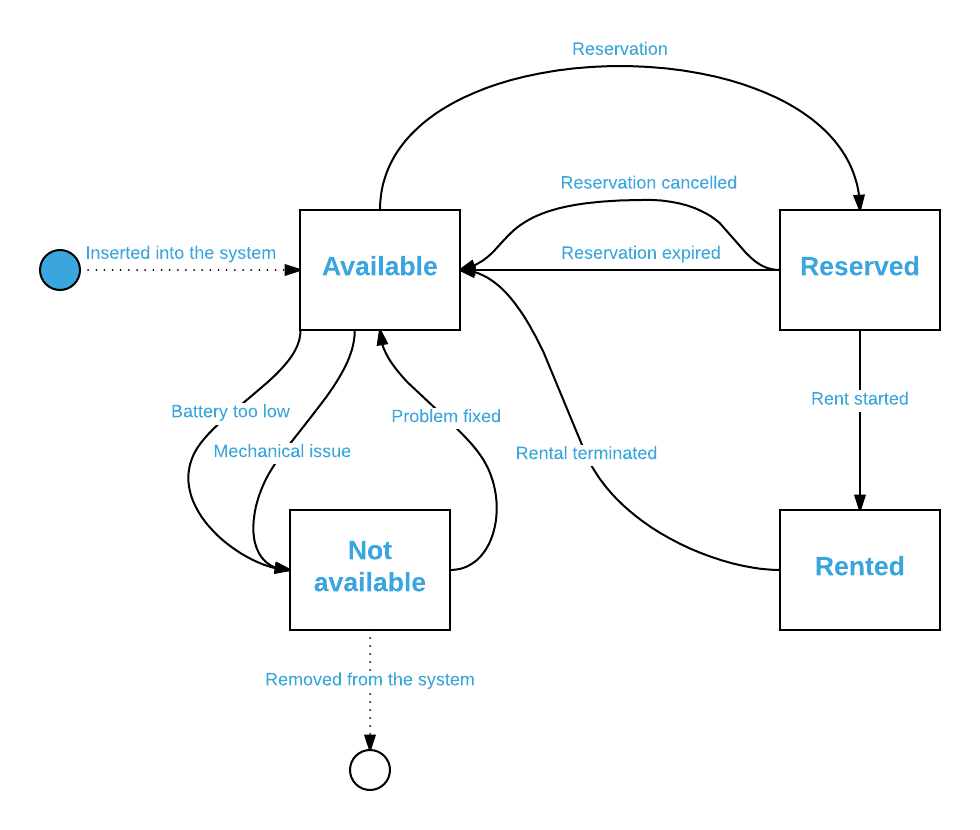 Reservation
Reservation cancelled
Inserted into the system
Reservation expired
Available
Reserved
Rent started
Battery too low
Problem fixed
Mechanical issue
Rental terminated
Not
available
Rented
Removed from the system